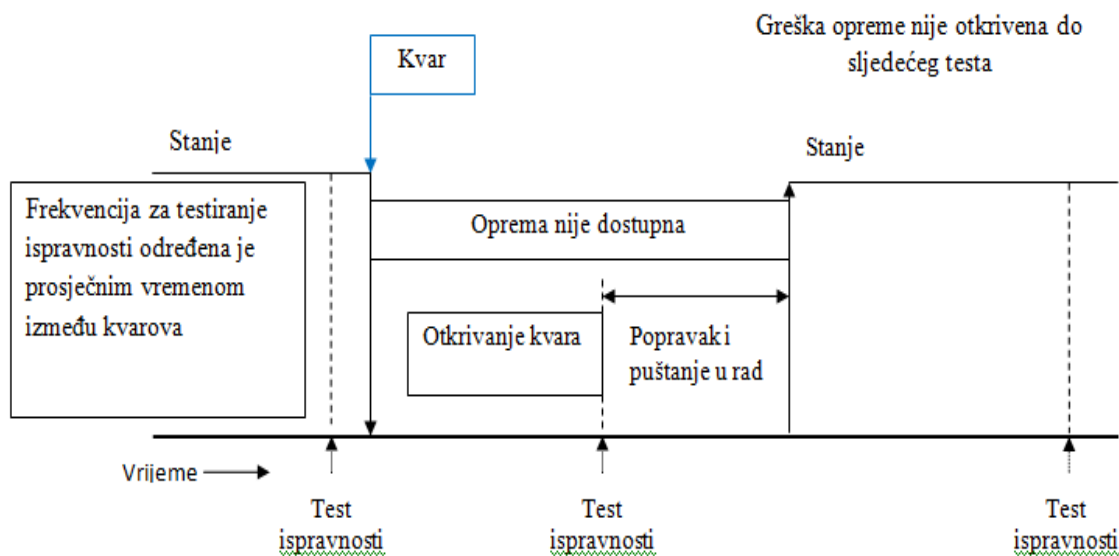 Greška opreme nije otkrivena do
sljedećeg testa
Kvar
Stanje
Stanje
Frekvencija za testiranje
ispravnosti određena je
prosječnim vremenom
između kvarova
Oprema nije dostupna
Otkrivanje kvara
Popravak i
puštanje u rad
Vrijeme
Test
ispravnosti
Test
ispravnosti
Test
ispravnosti